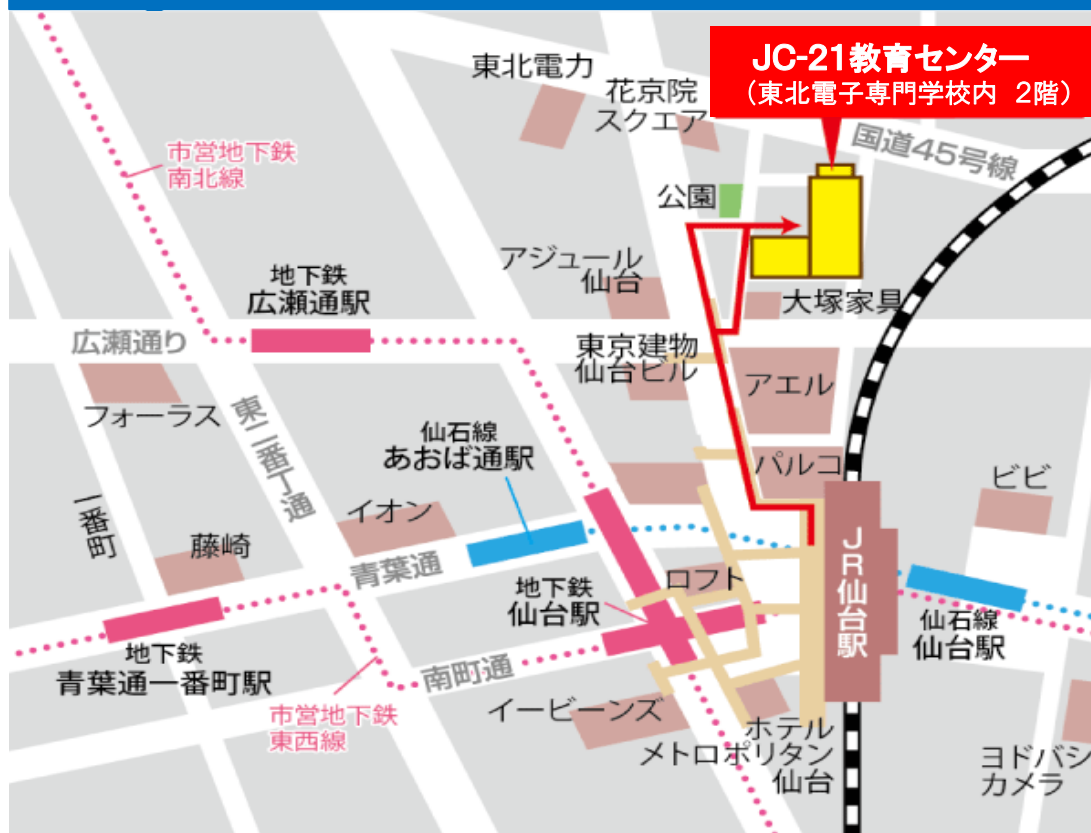 JC-21教育センター
（東北電子専門学校内 2階）
東北電力
花京院
スクエア
国道45号線
市営地下鉄
南北線
公園
アジュール
仙台
地下鉄
広瀬通駅
大塚家具
広瀬通り
東京建物
仙台ビル
アエル
フォーラス
東二番丁通
仙石線
あおば通駅
パルコ
ビビ
一番町
イオン
藤崎
青葉通
ロフト
JR仙台駅
地下鉄
仙台駅
仙石線
仙台駅
地下鉄
青葉通一番町駅
南町通
市営地下鉄
東西線
イービーンズ
ホテル
メトロポリタン
仙台
ヨドバシ
カメラ